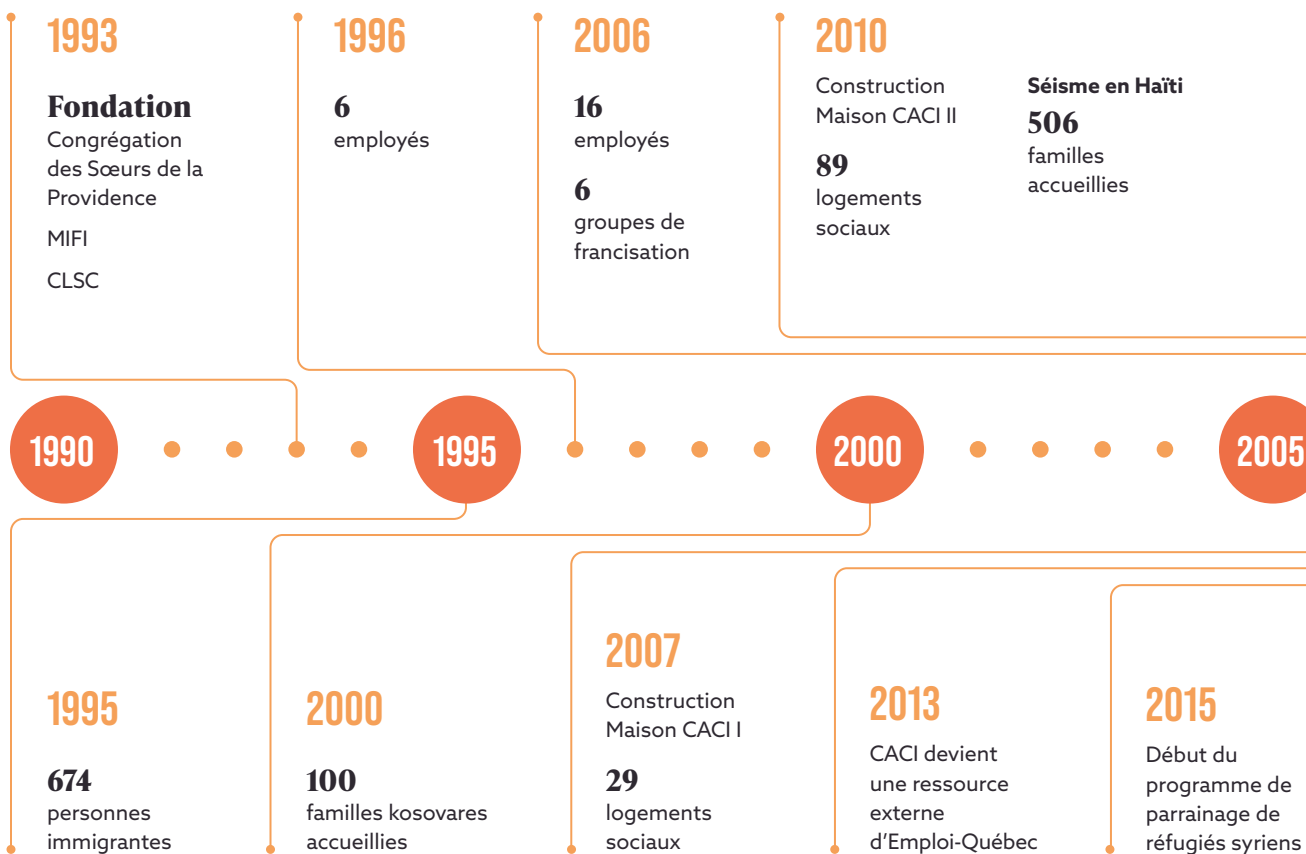 1993
Fondation
Congrégation
des Sœurs de la
Providence
MIFI
CLSC
1996
6
employés
2006
16
employés
6
groupes de
francisation
2010
Construction
Maison CACI II
89
logements
sociaux
Séisme en Haïti
506
familles
accueillies
1990
1995
2000
2005
1995
674
personnes
immigrantes
2000
100
familles kosovares
accueillies
2007
Construction
Maison CACI I
29
logements
sociaux
2013
CACI devient
une ressource
externe
d’Emploi-Québec
2015
Début du
programme de
parrainage de
réfugiés syriens